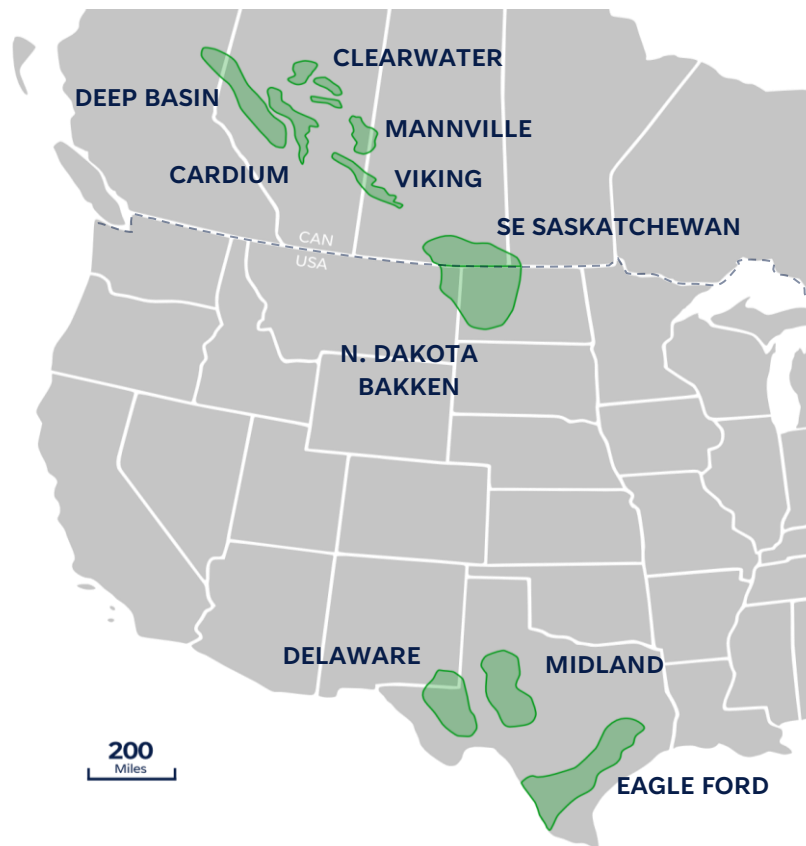 CLEARWATER
DEEP BASIN
MANNVILLE
CARDIUM
VIKING
SE SASKATCHEWAN
CAN
USA
N. DAKOTA
BAKKEN
DELAWARE
MIDLAND
200
Miles
EAGLE FORD